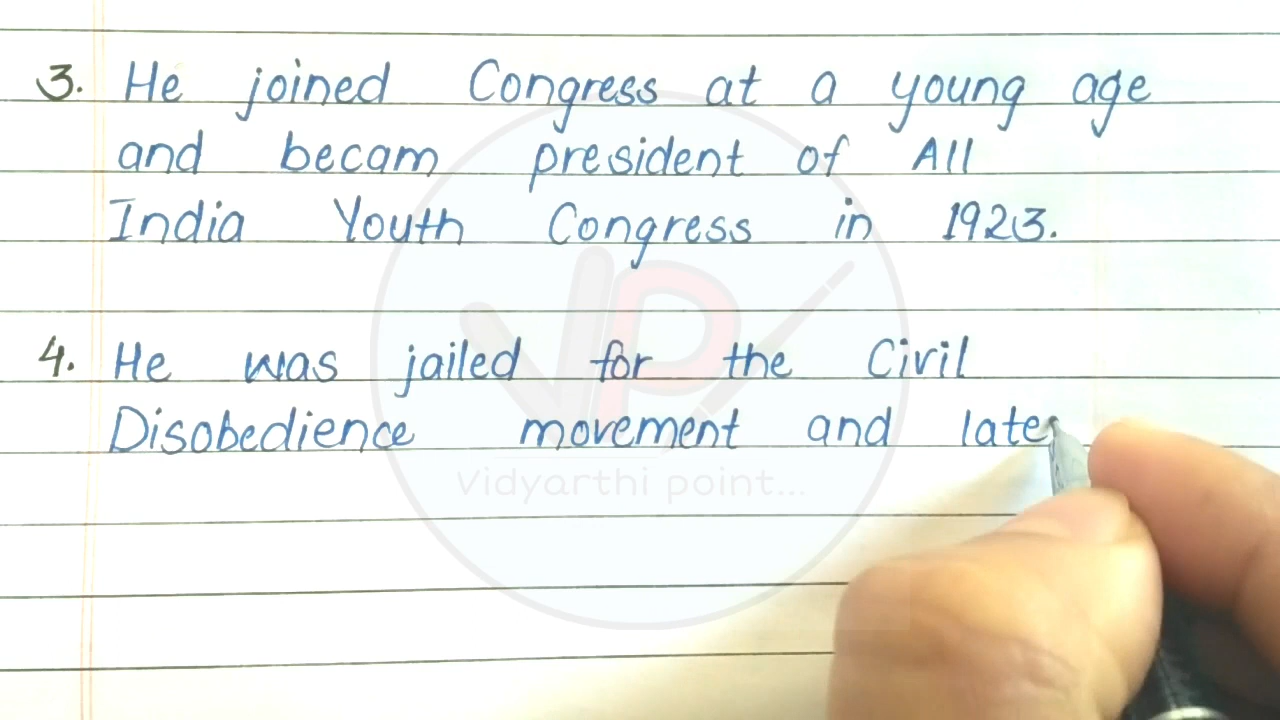 3. He joined Congress at a young age
and becam president of All
India Youth Congress in 1923.
4. He was jailed for the Civil
Disobedience movement and late
Vidyarthi point...